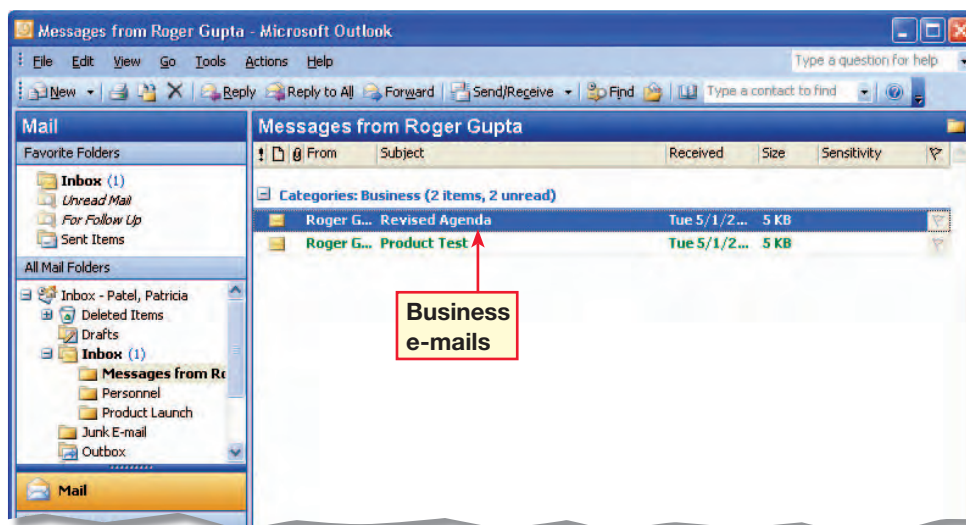 Messages from Roger Gupta - Microsoft Outlook
File Edit View Go Tools Actions Help Type a question for help
New Reply Reply to All Forward Send/Receive Find Type a contact to find
Mail
Messages from Roger Gupta
Favorite Folders
! From Subject Received Size Sensitivity
Inbox (1)
Unread Mail
For Follow Up
Sent Items
Categories: Business (2 items, 2 unread)
Roger G... Revised Agenda Tue 5/1/2... 5 KB
Roger G... Product Test Tue 5/1/2... 5 KB
All Mail Folders
Inbox - Patel, Patricia
Deleted Items
Drafts
Inbox (1)
Messages from Ro
Personnel
Product Launch
Junk E-mail
Outbox
Mail
Business
e-mails